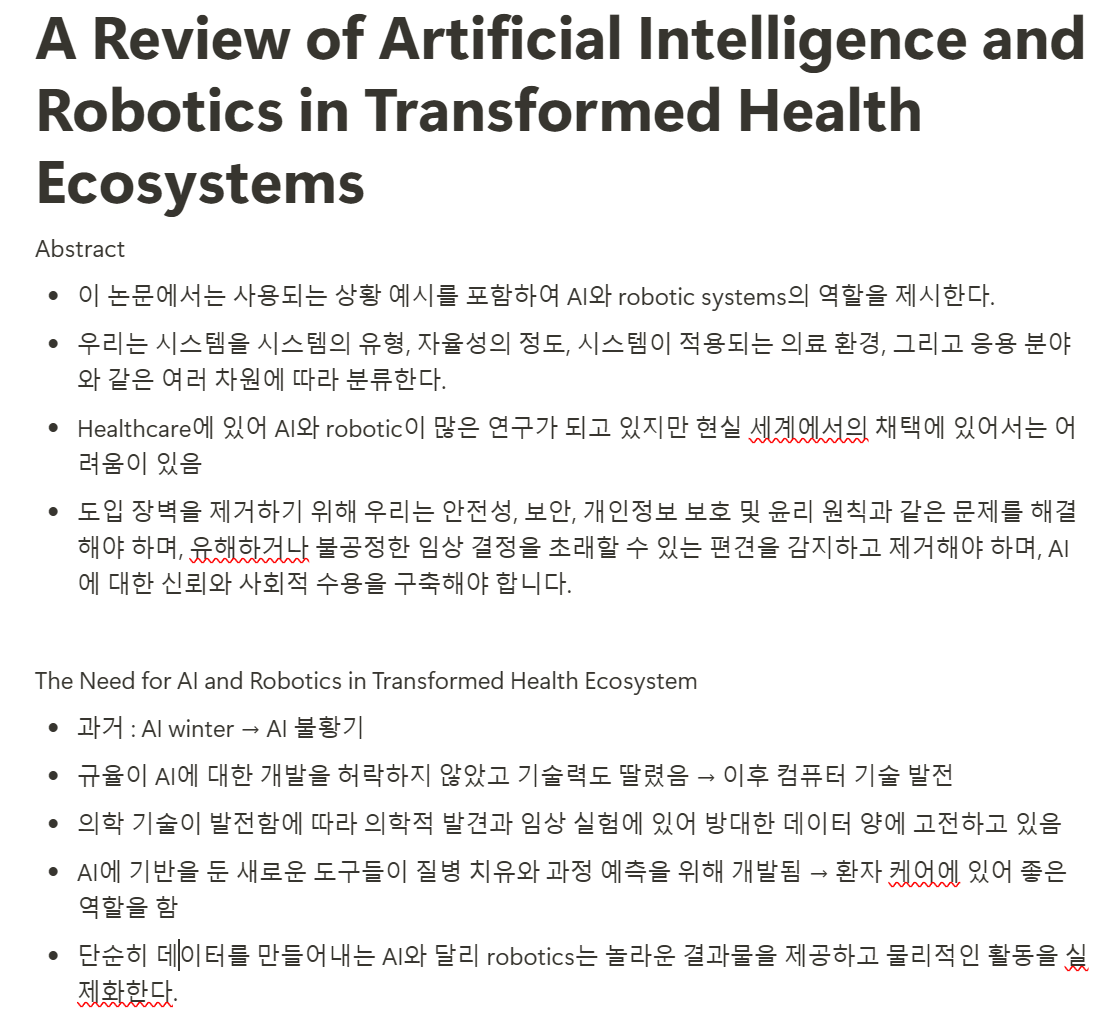 A Review of Artificial Intelligence and
Robotics in Transformed Health
Ecosystems
Abstract
• 이 논문에서는 사용되는 상황 예시를 포함하여 AI와 robotic systems의 역할을 제시한다.
• 우리는 시스템을 시스템의 유형, 자율성의 정도, 시스템이 적용되는 의료 환경, 그리고 응용 분야
와 같은 여러 차원에 따라 분류한다.
• Healthcare에 있어 AI와 robotic이 많은 연구가 되고 있지만 현실 세계에서의 채택에 있어서는 어
려움이 있음
• 도입 장벽을 제거하기 위해 우리는 안전성, 보안, 개인정보 보호 및 윤리 원칙과 같은 문제를 해결
해야 하며, 유해하거나 불공정한 임상 결정을 초래할 수 있는 편견을 감지하고 제거해야 하며, AI
에 대한 신뢰와 사회적 수용을 구축해야 합니다.
The Need for AI and Robotics in Transformed Health Ecosystem
• 과거 : AI winter → AI 불황기
• 규율이 AI에 대한 개발을 허락하지 않았고 기술력도 딸렸음 → 이후 컴퓨터 기술 발전
• 의학 기술이 발전함에 따라 의학적 발견과 임상 실험에 있어 방대한 데이터 양에 고전하고 있음
• AI에 기반을 둔 새로운 도구들이 질병 치유와 과정 예측을 위해 개발됨 → 환자 케어에 있어 좋은
역할을 함
• 단순히 데이터를 만들어내는 AI와 달리 robotics는 놀라운 결과물을 제공하고 물리적인 활동을 실
제화한다.